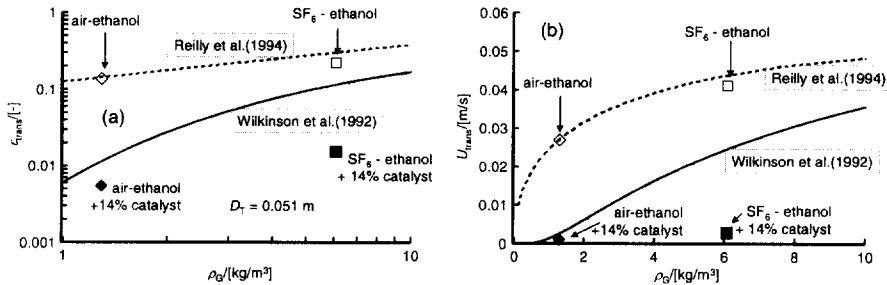 SF6 - ethanol
air-ethanol
Reilly et al.(1994)
(a)
Wilkinson et al.(1992)
SF6 - ethanol
+ 14% catalyst
air-ethanol
+14% catalyst
DT = 0.051 m
1
0.1
0.01
0.001
εtrans/[-]
1
10
ρG/[kg/m³]
(b)
SF6 - ethanol
air-ethanol
Reilly et al.(1994)
Wilkinson et al.(1992)
air-ethanol
+14% catalyst
SF6 - ethanol
+ 14% catalyst
0.06
0.05
0.04
0.03
0.02
0.01
0
Utrans/[m/s]
0
2
4
6
8
10
ρG/[kg/m³]